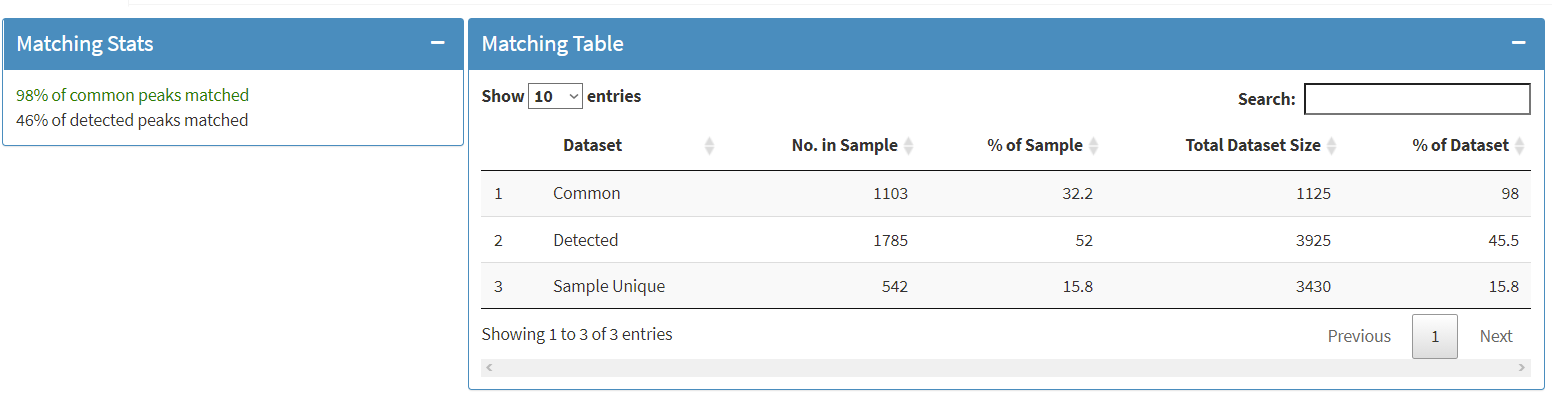 Matching Stats
98% of common peaks matched
46% of detected peaks matched
Matching Table
Show 10 entries
Search:
Dataset No. in Sample % of Sample Total Dataset Size % of Dataset
1 Common 1103 32.2 1125 98
2 Detected 1785 52 3925 45.5
3 Sample Unique 542 15.8 3430 15.8
Showing 1 to 3 of 3 entries
Previous 1 Next